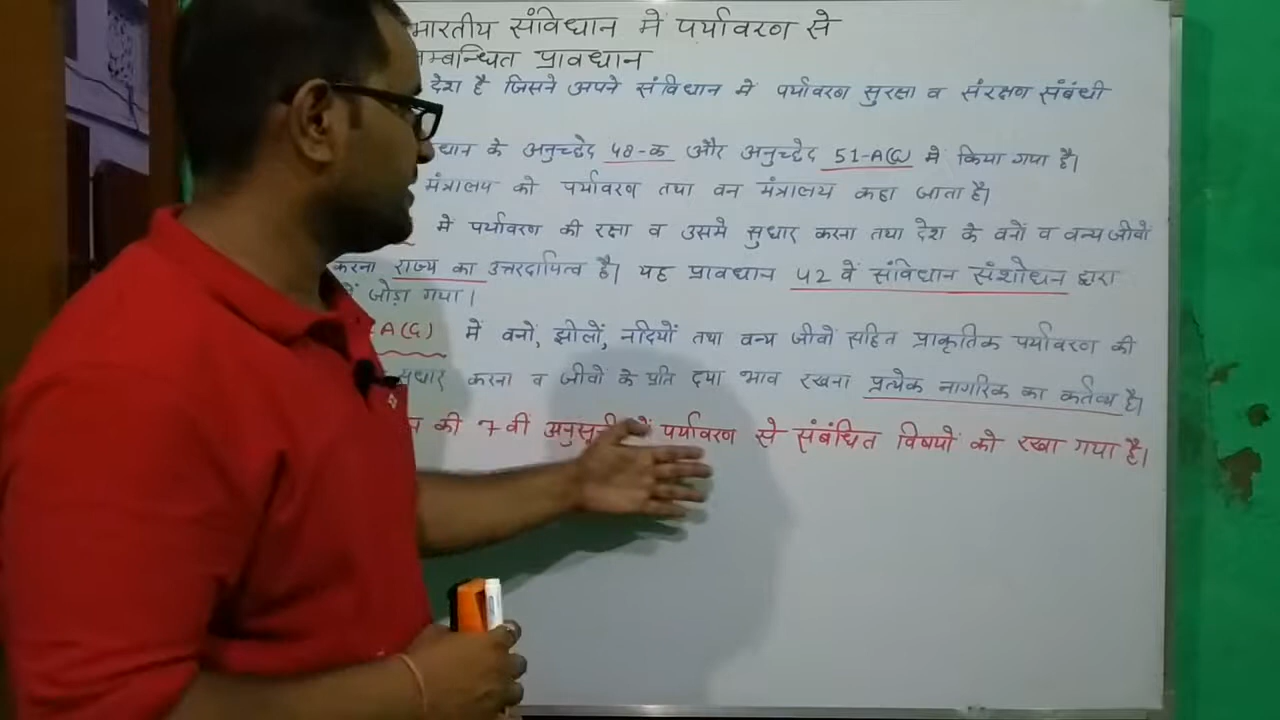 भारतीय संविधान में पर्यावरण से
सम्बन्धित प्रावधान
देश है जिसने अपने संविधान में पर्यावरण सुरक्षा व संरक्षण संबंधी
के अनुच्छेद 48-क और अनुच्छेद 51-A(G) में किया गया है।
मंत्रालय को पर्यावरण तथा वन मंत्रालय कहा जाता है।
में पर्यावरण की रक्षा व उसमे सुधार करना तथा देश के वनों व वन्य जीवों
करना राज्य का उत्तरदायित्व है। यह प्रावधान 42 वें संविधान संशोधन द्वारा
जोड़ा गया।
A(G) में वनों, झीलों, नदियों तथा वन्य जीवों सहित प्राकृतिक पर्यावरण की
सुधार करना व जीवों के प्रति दया भाव रखना प्रत्येक नागरिक का कर्तव्य है।
की 7 वीं अनुसूची में पर्यावरण से संबंधित विषयों को रखा गया है।